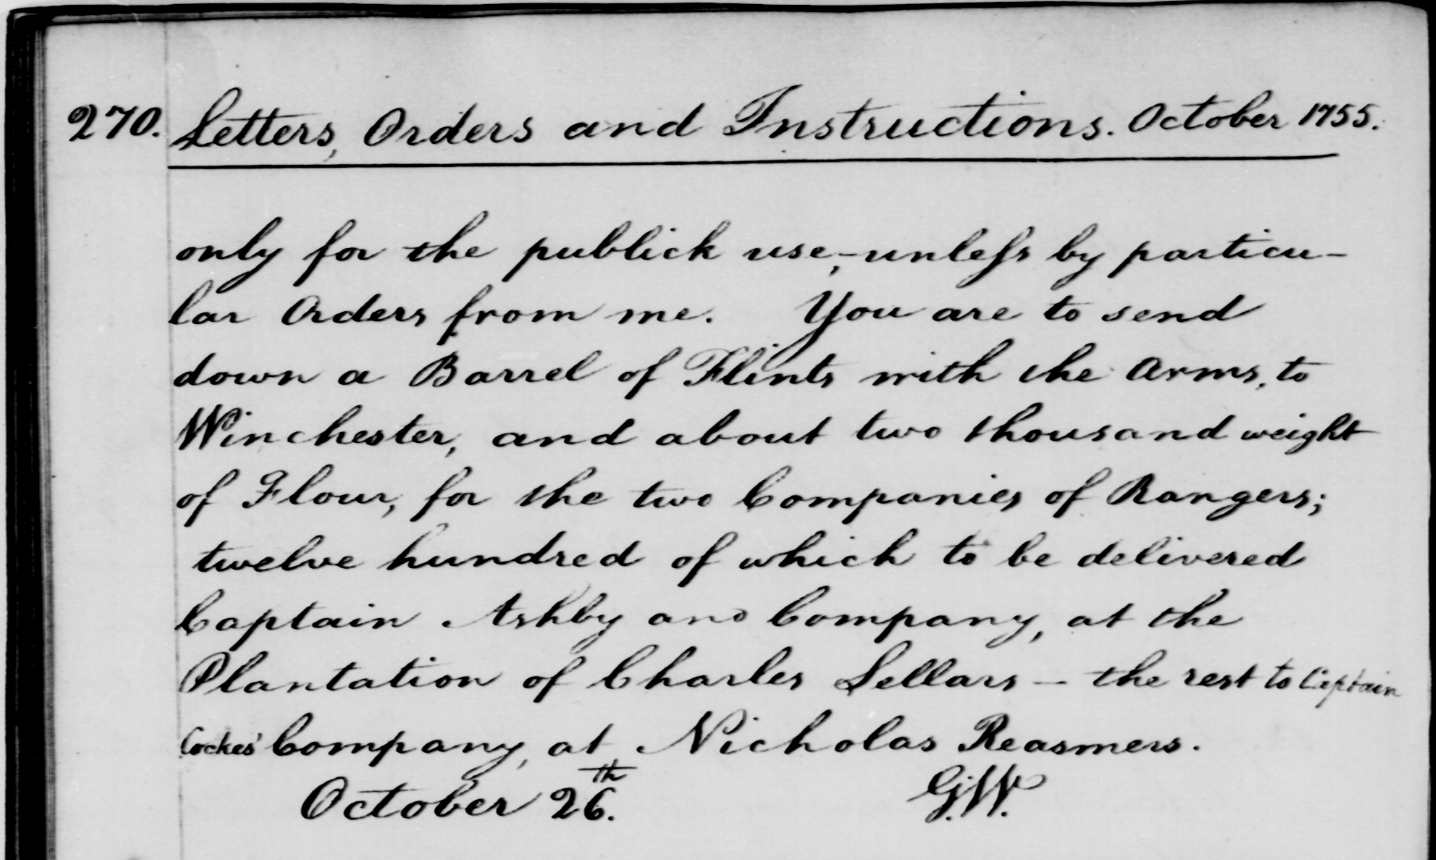 270. Letters, Orders and Instructions. October 1755.
only for the publick use,-unless by particu-
lar Orders from me. You are to send
down a Barrel of Flints with the Arms, to
Winchester, and about two thousand weight
of Flour, for the two Companies of Rangers;
twelve hundred of which to be delivered
Captain Ashby and Company, at the
Plantation of Charles Sellars - the rest to Captain
Cockes' Company, at Nicholas Reasmers.
October 26.th G.W.